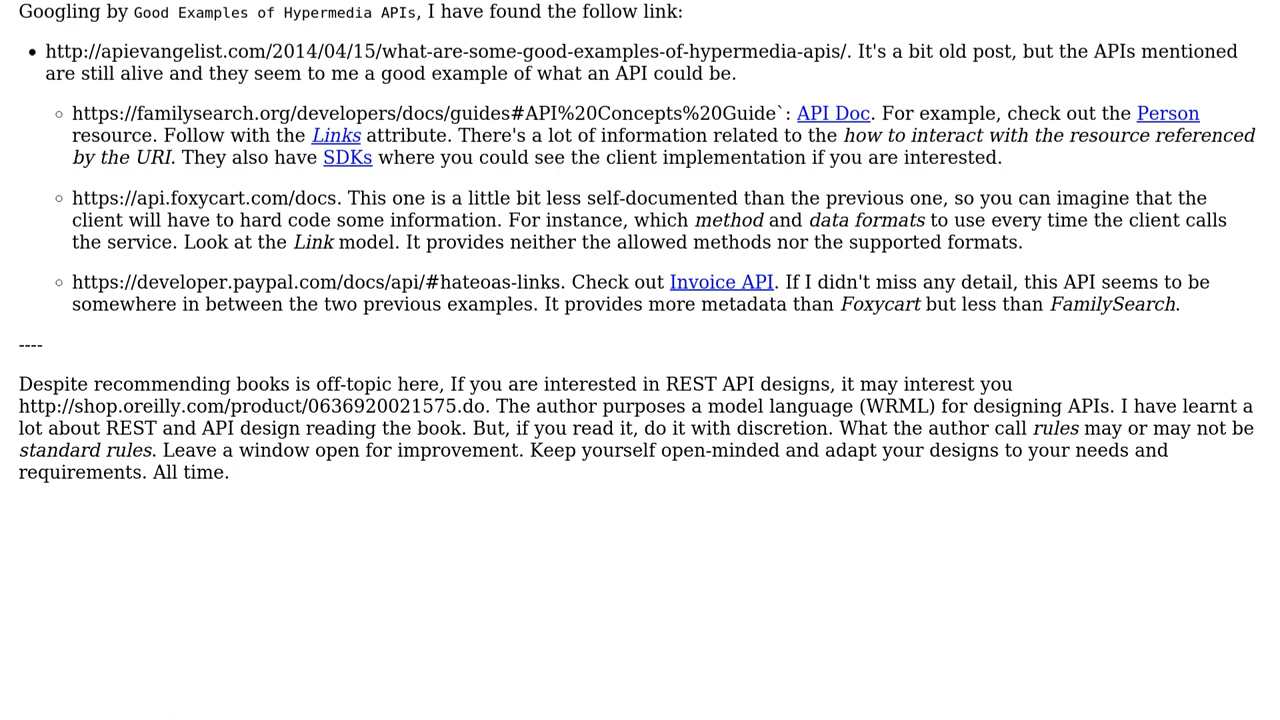 Googling by Good Examples of Hypermedia APIs, I have found the follow link:
• http://apievangelist.com/2014/04/15/what-are-some-good-examples-of-hypermedia-apis/. It's a bit old post, but the APIs mentioned
are still alive and they seem to me a good example of what an API could be.
◦ https://familysearch.org/developers/docs/guides#API%20Concepts%20Guide`: API Doc. For example, check out the Person
resource. Follow with the Links attribute. There's a lot of information related to the how to interact with the resource referenced
by the URI. They also have SDKs where you could see the client implementation if you are interested.
◦ https://api.foxycart.com/docs. This one is a little bit less self-documented than the previous one, so you can imagine that the
client will have to hard code some information. For instance, which method and data formats to use every time the client calls
the service. Look at the Link model. It provides neither the allowed methods nor the supported formats.
◦ https://developer.paypal.com/docs/api/#hateoas-links. Check out Invoice API. If I didn't miss any detail, this API seems to be
somewhere in between the two previous examples. It provides more metadata than Foxycart but less than FamilySearch.
----
Despite recommending books is off-topic here, If you are interested in REST API designs, it may interest you
http://shop.oreilly.com/product/0636920021575.do. The author purposes a model language (WRML) for designing APIs. I have learnt a
lot about REST and API design reading the book. But, if you read it, do it with discretion. What the author call rules may or may not be
standard rules. Leave a window open for improvement. Keep yourself open-minded and adapt your designs to your needs and
requirements. All time.